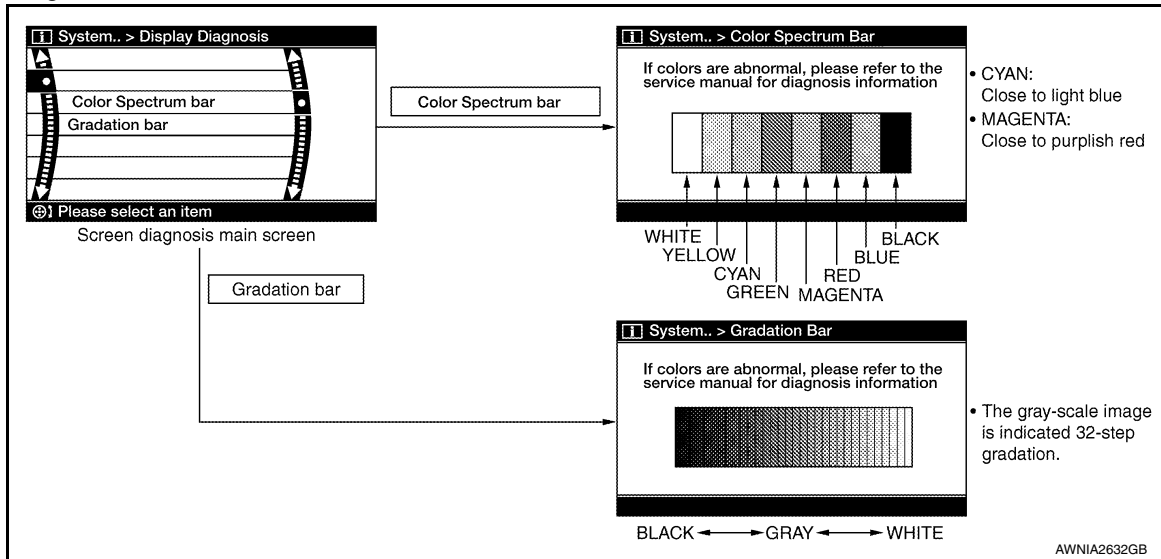 i System.. > Display Diagnosis
Color Spectrum bar
Gradation bar
Please select an item
Screen diagnosis main screen
Color Spectrum bar
i System.. > Color Spectrum Bar
If colors are abnormal, please refer to the
service manual for diagnosis information
• CYAN:
Close to light blue
• MAGENTA:
Close to purplish red
WHITE
YELLOW
CYAN
GREEN
MAGENTA
RED
BLUE
BLACK
Gradation bar
i System.. > Gradation Bar
If colors are abnormal, please refer to the
service manual for diagnosis information
• The gray-scale image
is indicated 32-step
gradation.
BLACK GRAY WHITE
AWNIA2632GB